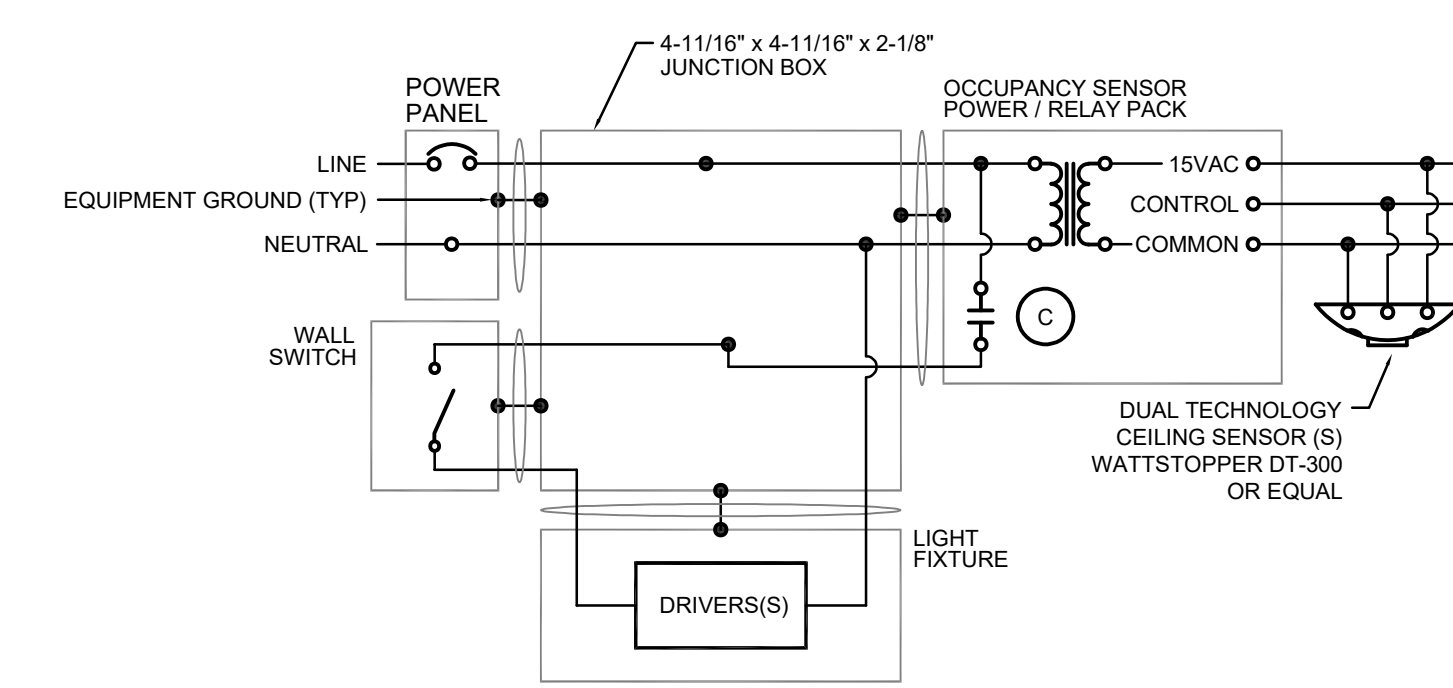 4-11/16" x 4-11/16" x 2-1/8"
JUNCTION BOX
POWER
PANEL
OCCUPANCY SENSOR
POWER / RELAY PACK
LINE
15VAC
EQUIPMENT GROUND (TYP)
CONTROL
NEUTRAL
COMMON
WALL
SWITCH
C
DUAL TECHNOLOGY
CEILING SENSOR (S)
WATTSTOPPER DT-300
OR EQUAL
LIGHT
FIXTURE
DRIVERS(S)